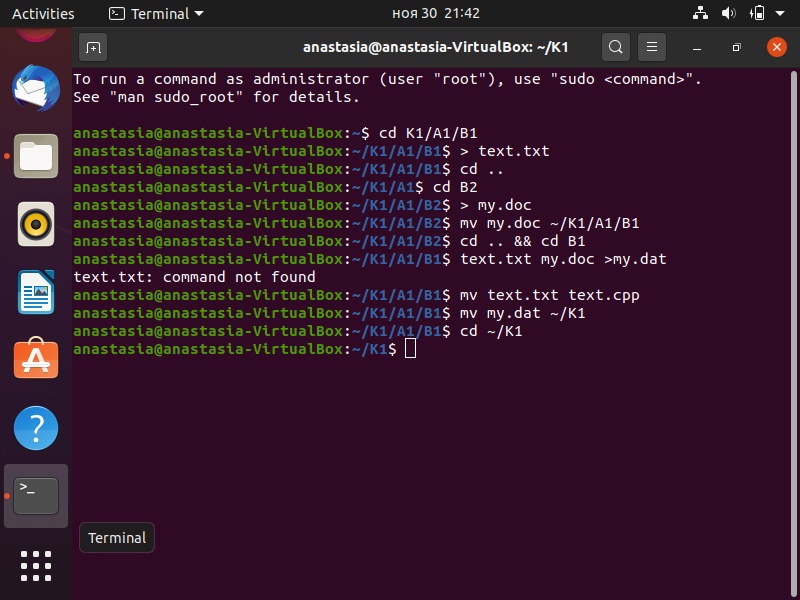 Activities
Terminal
ноя 30 21:42
anastasia@anastasia-VirtualBox: ~/K1
To run a command as administrator (user "root"), use "sudo <command>".
See "man sudo_root" for details.
anastasia@anastasia-VirtualBox:~$ cd K1/A1/B1
anastasia@anastasia-VirtualBox:~/K1/A1/B1$ > text.txt
anastasia@anastasia-VirtualBox:~/K1/A1/B1$ cd ..
anastasia@anastasia-VirtualBox:~/K1/A1$ cd B2
anastasia@anastasia-VirtualBox:~/K1/A1/B2$ > my.doc
anastasia@anastasia-VirtualBox:~/K1/A1/B2$ mv my.doc ~/K1/A1/B1
anastasia@anastasia-VirtualBox:~/K1/A1/B2$ cd .. && cd B1
anastasia@anastasia-VirtualBox:~/K1/A1/B1$ text.txt my.doc >my.dat
text.txt: command not found
anastasia@anastasia-VirtualBox:~/K1/A1/B1$ mv text.txt text.cpp
anastasia@anastasia-VirtualBox:~/K1/A1/B1$ mv my.dat ~/K1
anastasia@anastasia-VirtualBox:~/K1/A1/B1$ cd ~/K1
anastasia@anastasia-VirtualBox:~/K1$
Terminal